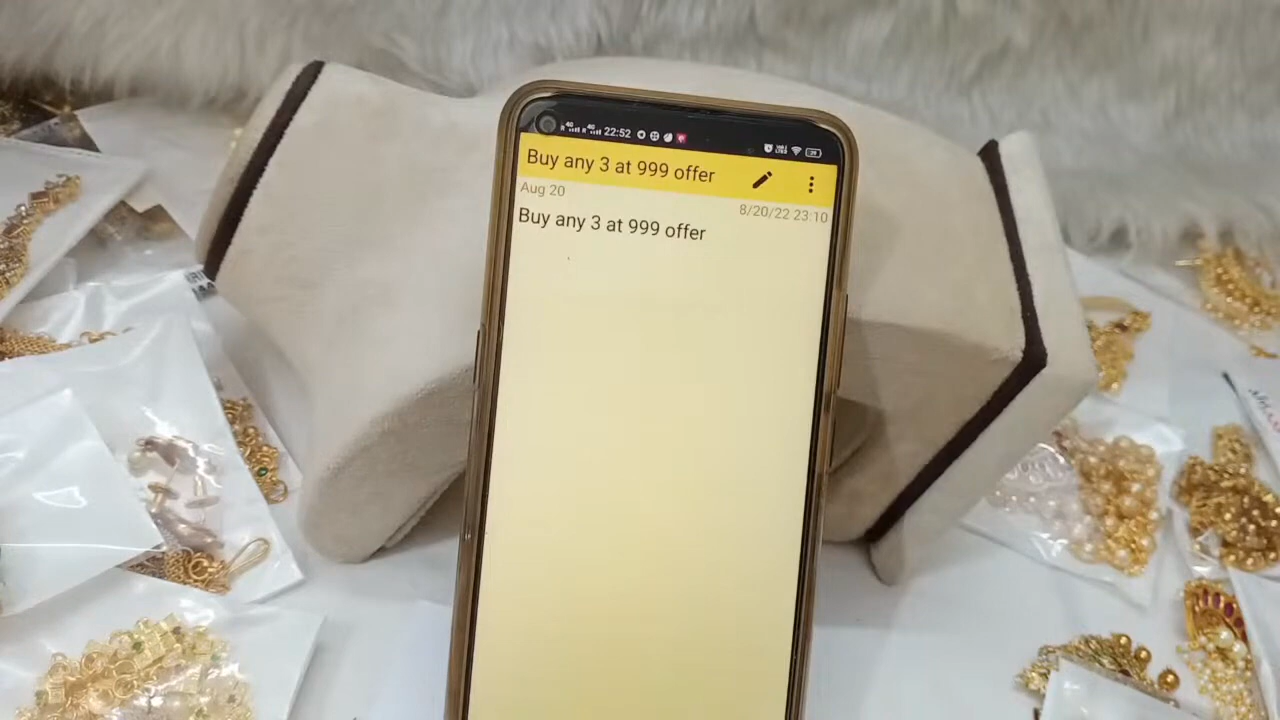 22:52
Buy any 3 at 999 offer
Aug 20
8/20/22 23:10
Buy any 3 at 999 offer